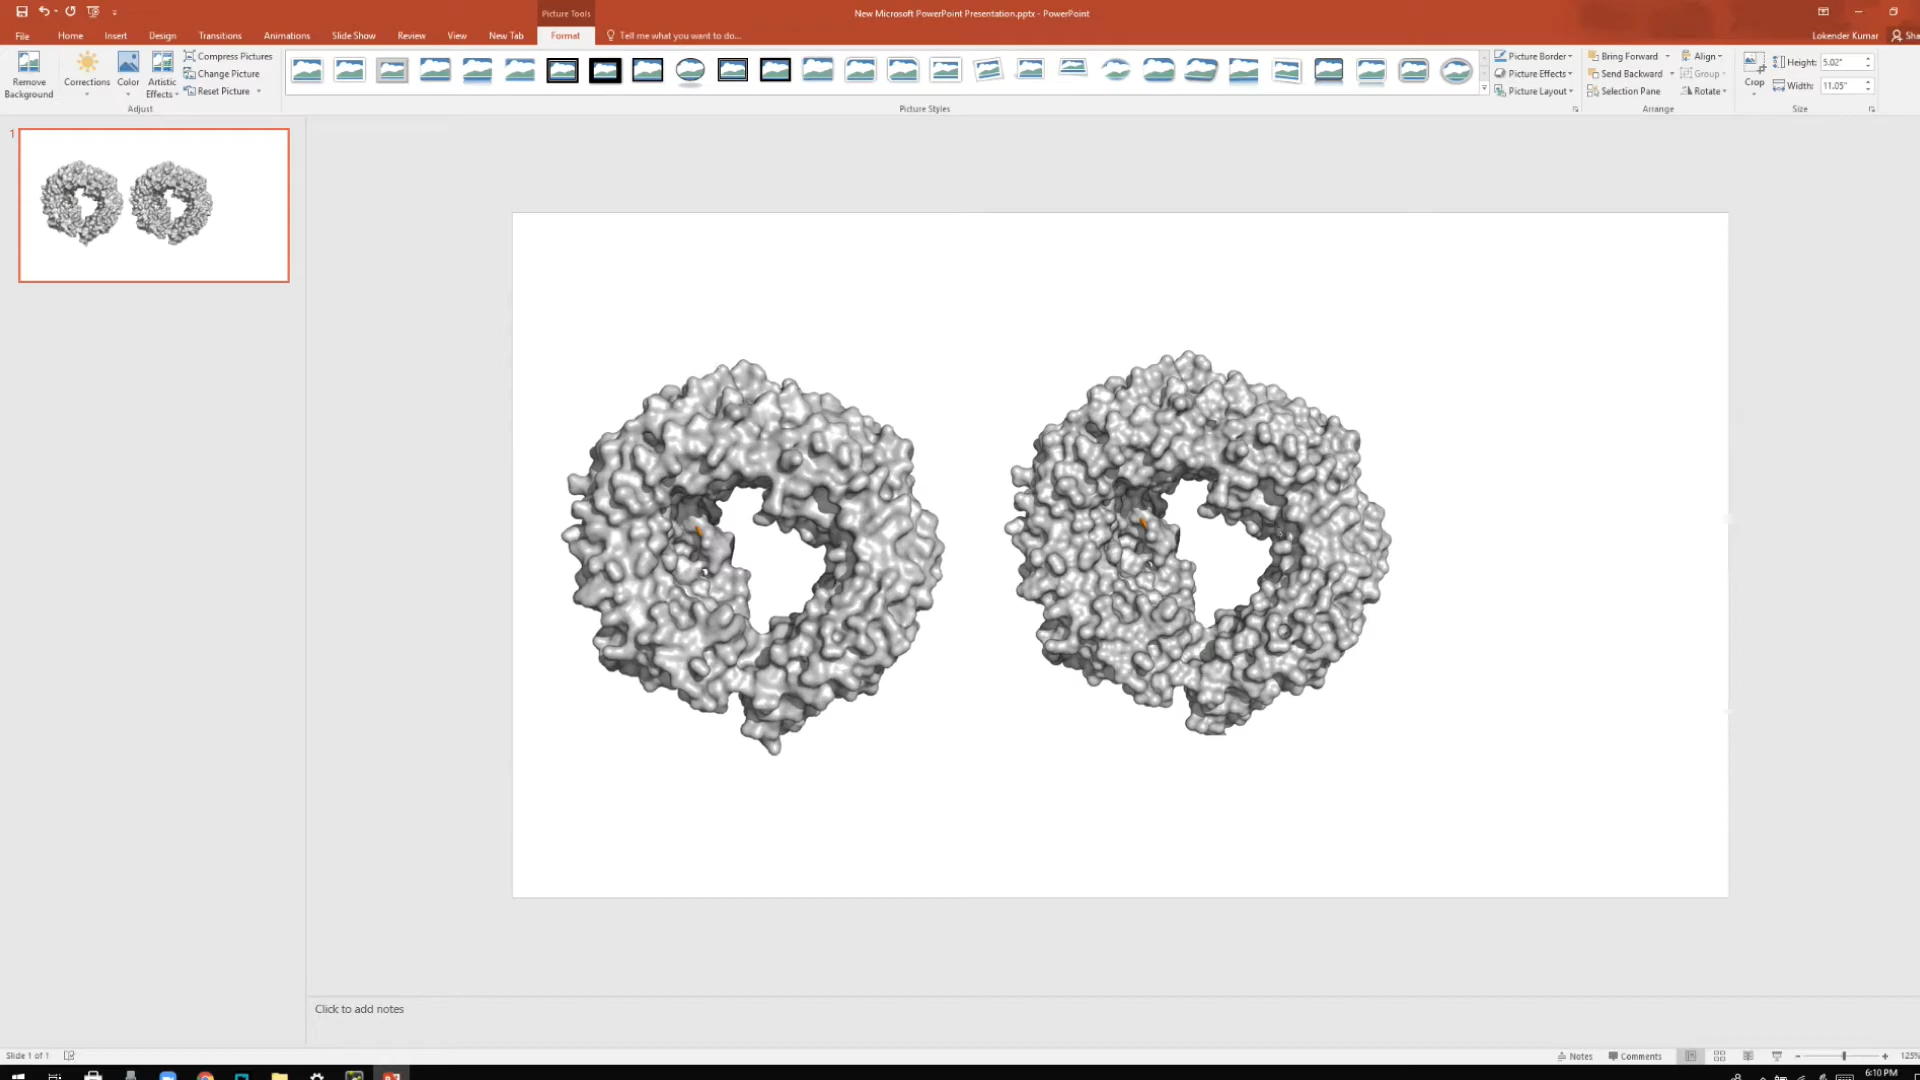 Picture Tools
New Microsoft PowerPoint Presentation.pptx - PowerPoint
File Home Insert Design Transitions Animations Slide Show Review View New Tab Format Tell me what you want to do...
Lokender Kumar
Remove Background
Corrections
Color
Artistic Effects
Compress Pictures
Change Picture
Reset Picture
Adjust
Picture Styles
Picture Border
Picture Effects
Picture Layout
Bring Forward
Send Backward
Selection Pane
Align
Group
Rotate
Arrange
Crop
Height: 5.02"
Width: 11.05"
Size
1
Click to add notes
Slide 1 of 1
Notes Comments
125%
6:10 PM